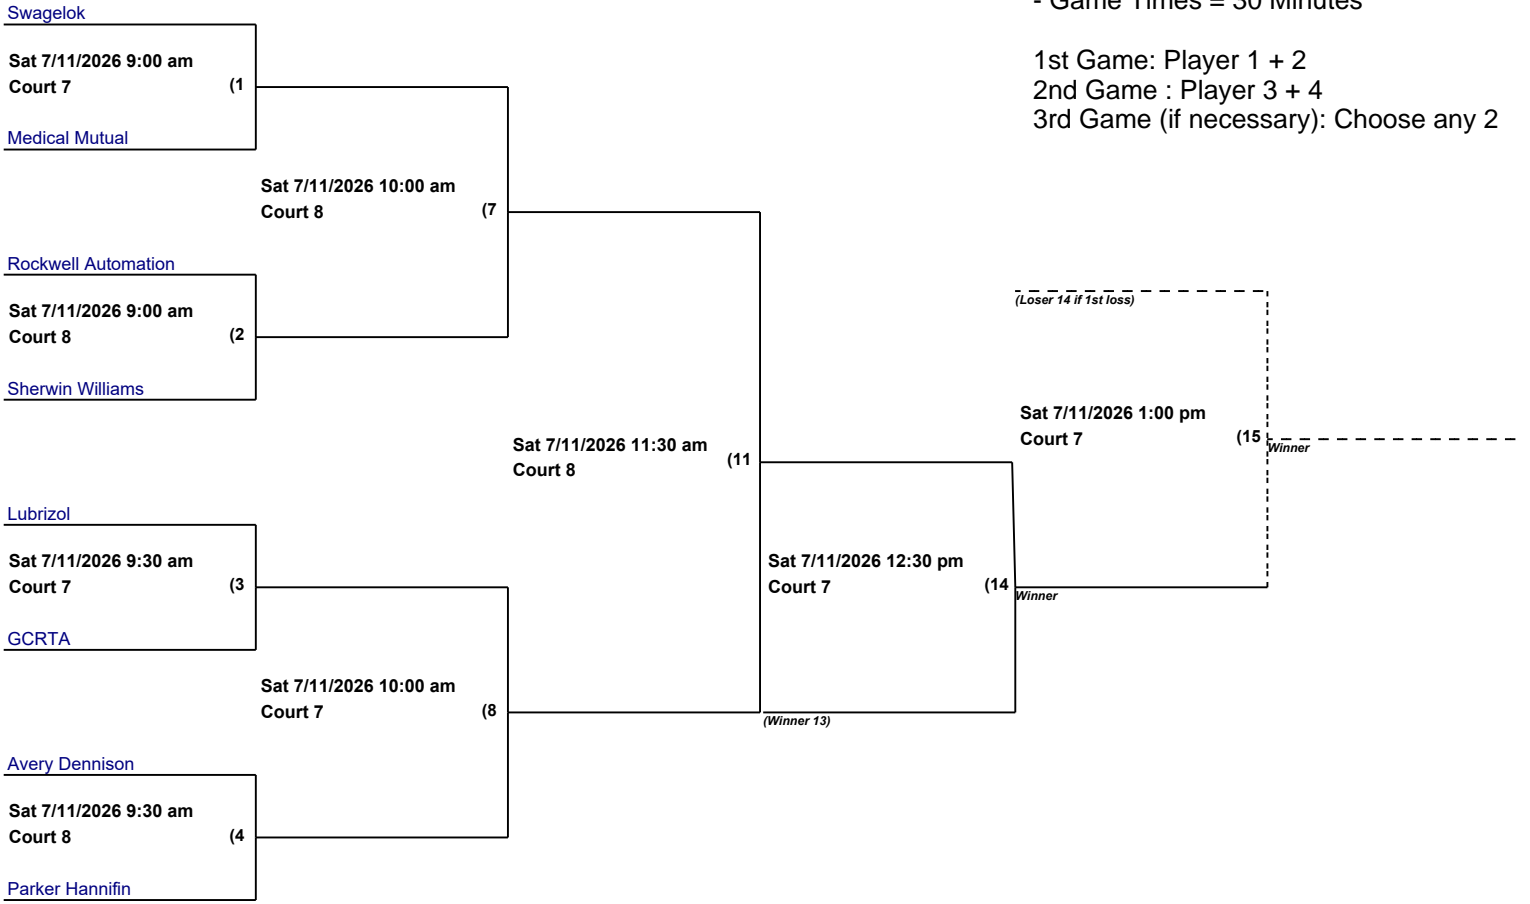 Swagelok
- Game Times = 30 Minutes
Sat 7/11/2026 9:00 am
Court 7
(1
1st Game: Player 1 + 2
2nd Game : Player 3 + 4
3rd Game (if necessary): Choose any 2
Medical Mutual
Sat 7/11/2026 10:00 am
Court 8
(7
Rockwell Automation
Sat 7/11/2026 9:00 am
Court 8
(2
(Loser 14 if 1st loss)
Sherwin Williams
Sat 7/11/2026 1:00 pm
Court 7
(15
Winner
Sat 7/11/2026 11:30 am
Court 8
(11
Lubrizol
Sat 7/11/2026 9:30 am
Court 7
(3
Sat 7/11/2026 12:30 pm
Court 7
(14
Winner
GCRTA
Sat 7/11/2026 10:00 am
Court 7
(8
(Winner 13)
Avery Dennison
Sat 7/11/2026 9:30 am
Court 8
(4
Parker Hannifin